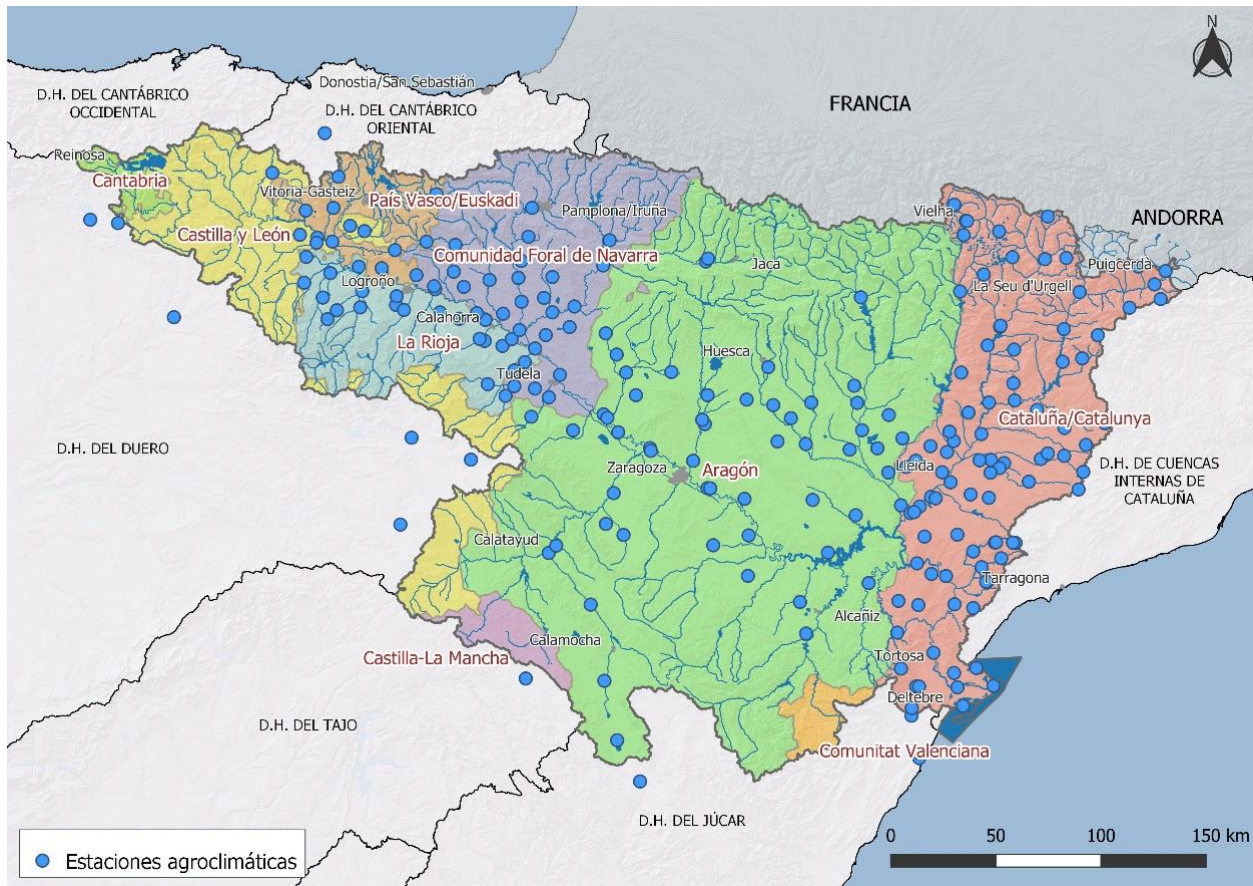 N
Donostia/San Sebastián
D.H. DEL CANTÁBRICO
OCCIDENTAL
D.H. DEL CANTÁBRICO
ORIENTAL
FRANCIA
Reinosa
Cantabria
Vitoria-Gasteiz
País Vasco/Euskadi
Pamplona/Iruña
Vielha
ANDORRA
Castilla y León
Comunidad Foral de Navarra
Jaca
Puigcerdà
Logroño
La Seu d'Urgell
Calahorra
La Rioja
Huesca
Tudela
Cataluña/Catalunya
D.H. DEL DUERO
Zaragoza
Aragón
Lleida
D.H. DE CUENCAS
INTERNAS DE
CATALUÑA
Calatayud
Tarragona
Alcañiz
Calamocha
Castilla-La Mancha
Tortosa
Deltebre
D.H. DEL TAJO
Comunitat Valenciana
D.H. DEL JÚCAR
0 50 100 150 km
Estaciones agroclimáticas